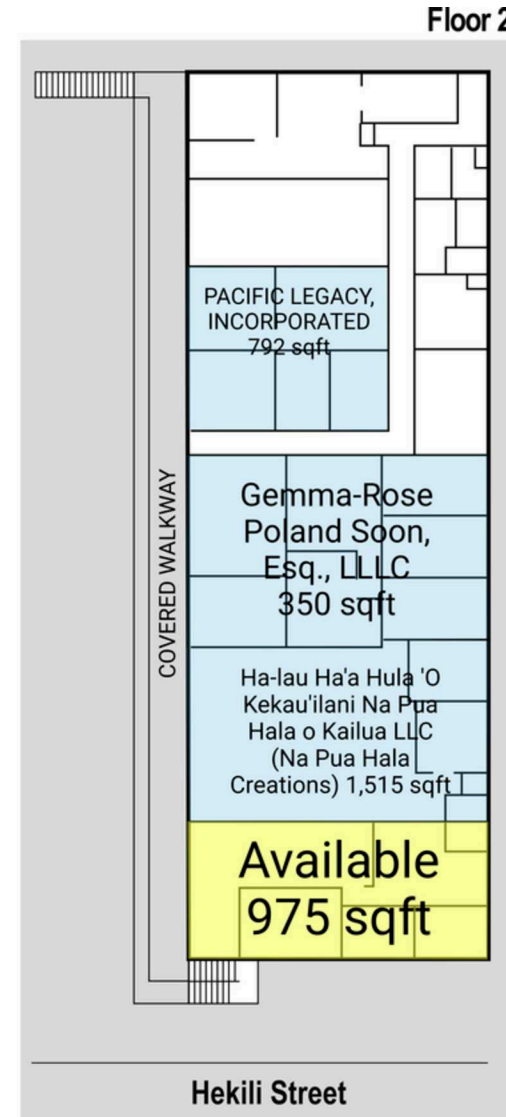 Floor 2
PACIFIC LEGACY,
INCORPORATED
792 sqft
COVERED WALKWAY
Gemma-Rose
Poland Soon,
Esq., LLLC
350 sqft
Ha-lau Ha'a Hula 'O
Kekau'ilani Na Pua
Hala o Kailua LLC
(Na Pua Hala
Creations) 1,515 sqft
Available
975 sqft
Hekili Street